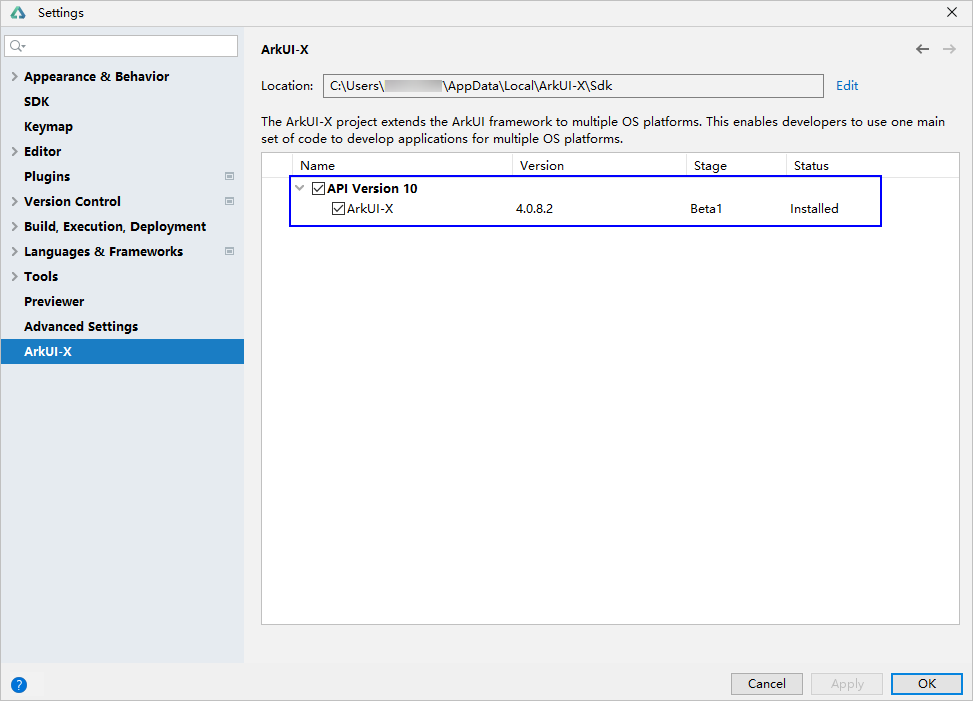 Settings
Appearance & Behavior
SDK
Keymap
Editor
Plugins
Version Control
Build, Execution, Deployment
Languages & Frameworks
Tools
Previewer
Advanced Settings
ArkUI-X
ArkUI-X
Location: C:\Users\ \AppData\Local\ArkUI-X\Sdk Edit
The ArkUI-X project extends the ArkUI framework to multiple OS platforms. This enables developers to use one main
set of code to develop applications for multiple OS platforms.
Name Version Stage Status
API Version 10
ArkUI-X 4.0.8.2 Beta1 Installed
? Cancel Apply OK